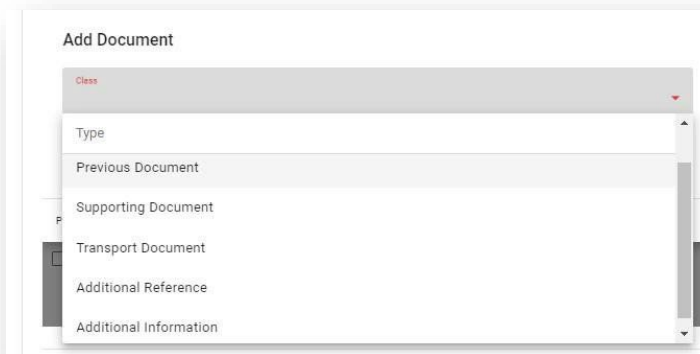 Add Document
Class
Type
Previous Document
Supporting Document
P
Transport Document
Additional Reference
Additional Information